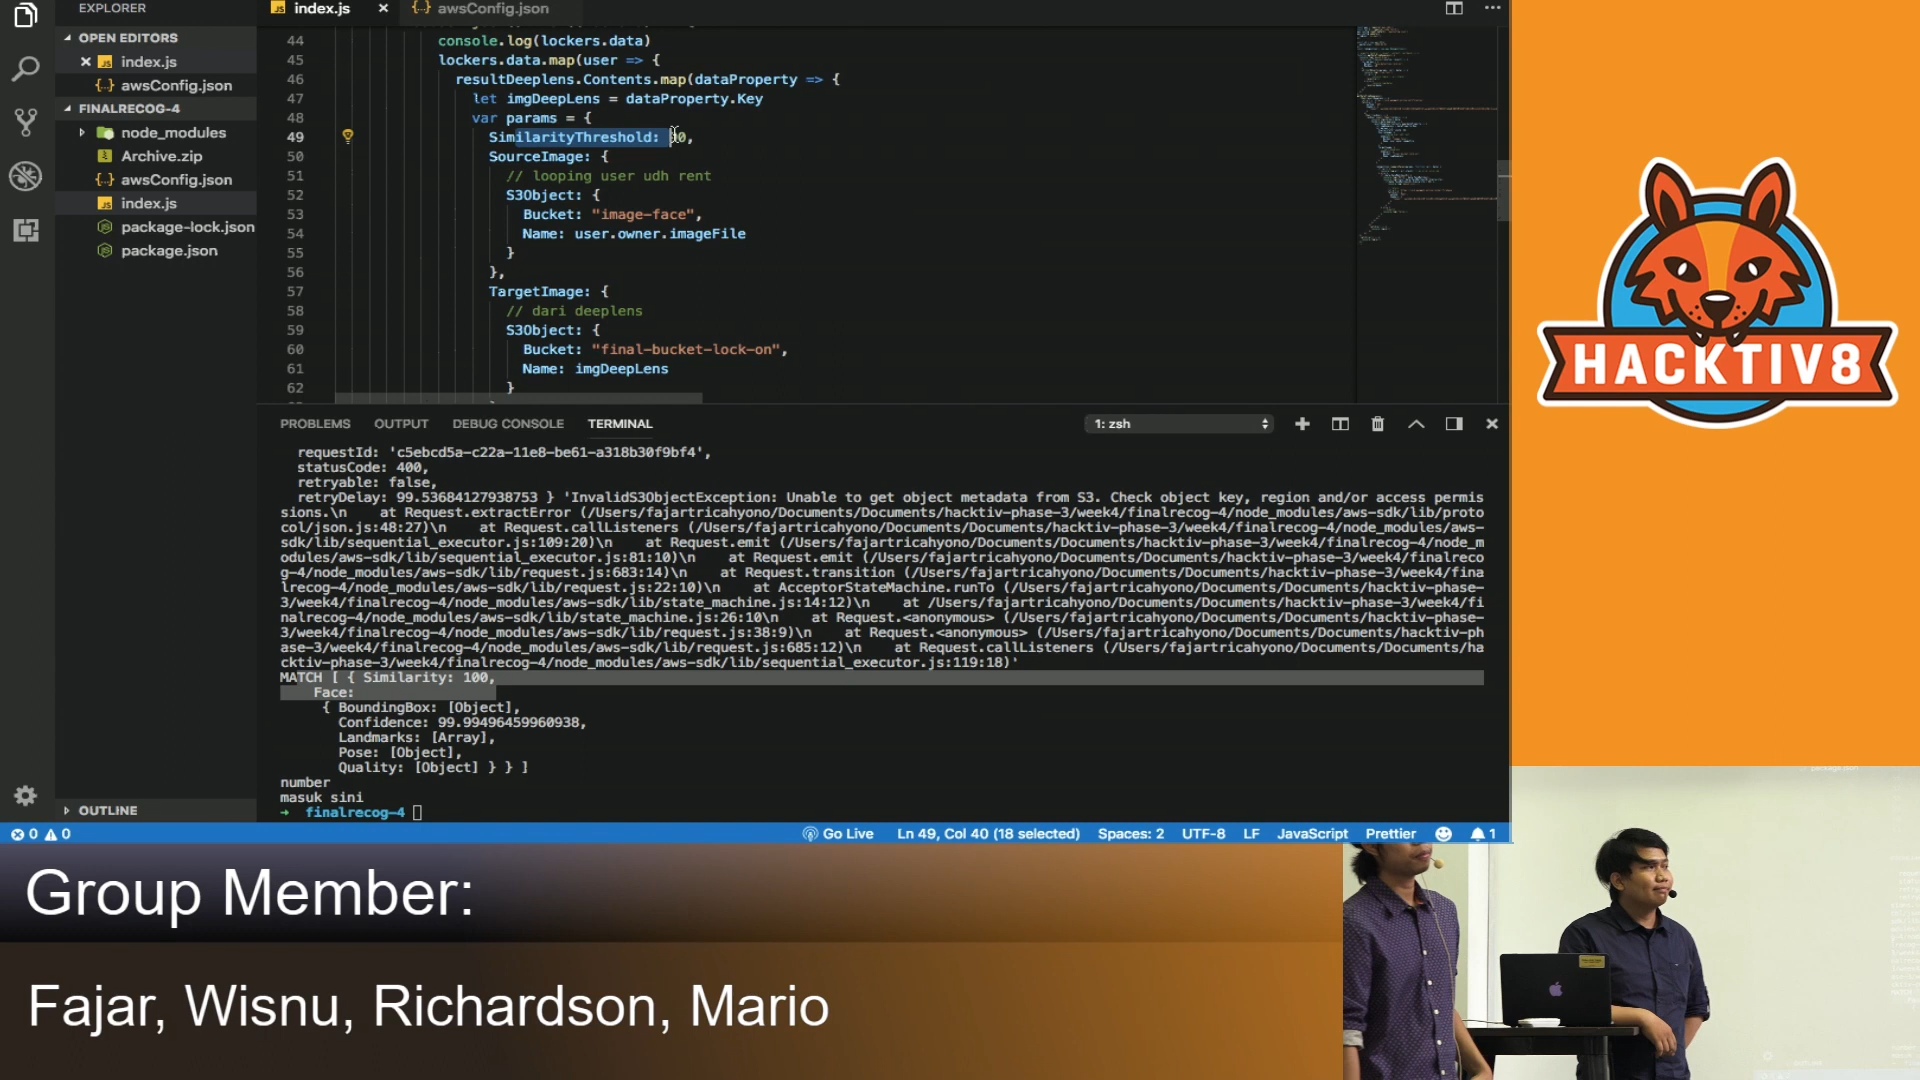 EXPLORER
OPEN EDITORS
index.js
awsConfig.json
FINALRECOG-4
node_modules
Archive.zip
awsConfig.json
index.js
package-lock.json
package.json
OUTLINE
index.js
awsConfig.json
44 console.log(lockers.data)
45 lockers.data.map(user => {
46 resultDeeplens.Contents.map(dataProperty => {
47 let imgDeepLens = dataProperty.Key
48 var params = {
49 SimilarityThreshold:
50 SourceImage: {
51 // looping user udh rent
52 S3Object: {
53 Bucket: "image-face",
54 Name: user.owner.imageFile
55 }
56 },
57 TargetImage: {
58 // dari deeplens
59 S3Object: {
60 Bucket: "final-bucket-lock-on",
61 Name: imgDeepLens
62 }
PROBLEMS OUTPUT DEBUG CONSOLE TERMINAL 1: zsh
requestId: 'c5ebcd5a-c22a-11e8-be61-a318b30f9bf4',
statusCode: 400,
retryable: false,
retryDelay: 99.53684127938753 } 'InvalidS3ObjectException: Unable to get object metadata from S3. Check object key, region and/or access permis
sions.\n at Request.extractError (/Users/fajartricahyono/Documents/Documents/hacktiv-phase-3/week4/finalrecog-4/node_modules/aws-sdk/lib/proto
col/json.js:48:27)\n at Request.callListeners (/Users/fajartricahyono/Documents/Documents/hacktiv-phase-3/week4/finalrecog-4/node_modules/aws-
sdk/lib/sequential_executor.js:109:20)\n at Request.emit (/Users/fajartricahyono/Documents/Documents/hacktiv-phase-3/week4/finalrecog-4/node_m
odules/aws-sdk/lib/sequential_executor.js:81:10)\n at Request.emit (/Users/fajartricahyono/Documents/Documents/hacktiv-phase-3/week4/finalreco
g-4/node_modules/aws-sdk/lib/request.js:683:14)\n at Request.transition (/Users/fajartricahyono/Documents/Documents/hacktiv-phase-3/week4/fina
lrecog-4/node_modules/aws-sdk/lib/request.js:22:10)\n at AcceptorStateMachine.runTo (/Users/fajartricahyono/Documents/Documents/hacktiv-phase-
3/week4/finalrecog-4/node_modules/aws-sdk/lib/state_machine.js:14:12)\n at /Users/fajartricahyono/Documents/Documents/hacktiv-phase-3/week4/fi
nalrecog-4/node_modules/aws-sdk/lib/state_machine.js:26:10\n at Request.<anonymous> (/Users/fajartricahyono/Documents/Documents/hacktiv-phase-
3/week4/finalrecog-4/node_modules/aws-sdk/lib/request.js:38:9)\n at Request.<anonymous> (/Users/fajartricahyono/Documents/Documents/hacktiv-ph
ase-3/week4/finalrecog-4/node_modules/aws-sdk/lib/request.js:685:12)\n at Request.callListeners (/Users/fajartricahyono/Documents/Documents/ha
cktiv-phase-3/week4/finalrecog-4/node_modules/aws-sdk/lib/sequential_executor.js:119:18)'
MATCH [ { Similarity: 100,
Face:
{ BoundingBox: [Object],
Confidence: 99.99496459960938,
Landmarks: [Array],
Pose: [Object],
Quality: [Object] } } ]
number
masuk sini
→ finalrecog-4
0 0 Go Live Ln 49, Col 40 (18 selected) Spaces: 2 UTF-8 LF JavaScript Prettier 1
HACKTIV8
Group Member:
Fajar, Wisnu, Richardson, Mario